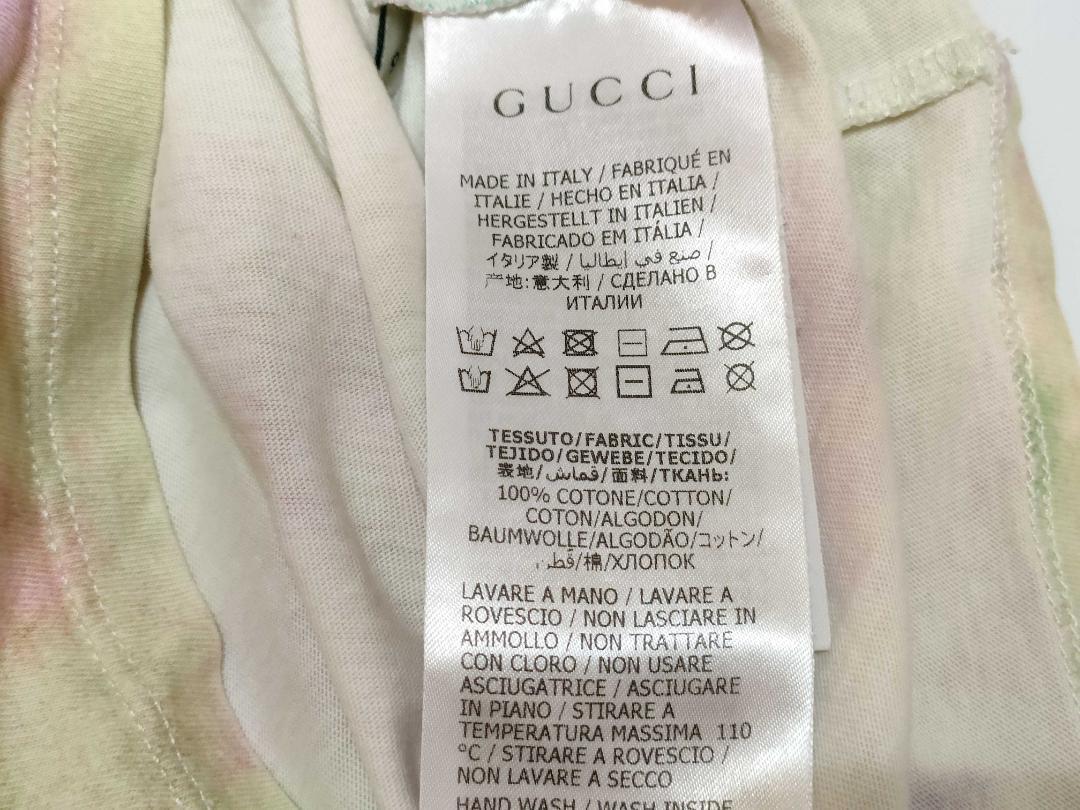 GUCCI
MADE IN ITALY / FABRIQUÉ EN
ITALIE / HECHO EN ITALIA /
HERGESTELLT IN ITALIEN /
FABRICADO EM ITÁLIA /
イタリア製 / صنع في إيطاليا /
产地:意大利 / СДЕЛАНО В
ИТАЛИИ
TESSUTO/FABRIC/TISSU/
TEJIDO/GEWEBE/TECIDO/
表地/قماش/面料/ТКАНЬ:
100% COTONE/COTTON/
COTON/ALGODON/
BAUMWOLLE/ALGODÃO/コットン/
قطن/棉/ХЛОПОК
LAVARE A MANO / LAVARE A
ROVESCIO / NON LASCIARE IN
AMMOLLO / NON TRATTARE
CON CLORO / NON USARE
ASCIUGATRICE / ASCIUGARE
IN PIANO / STIRARE A
TEMPERATURA MASSIMA 110
°C / STIRARE A ROVESCIO /
NON LAVARE A SECCO
HAND WASH / WASH INSIDE